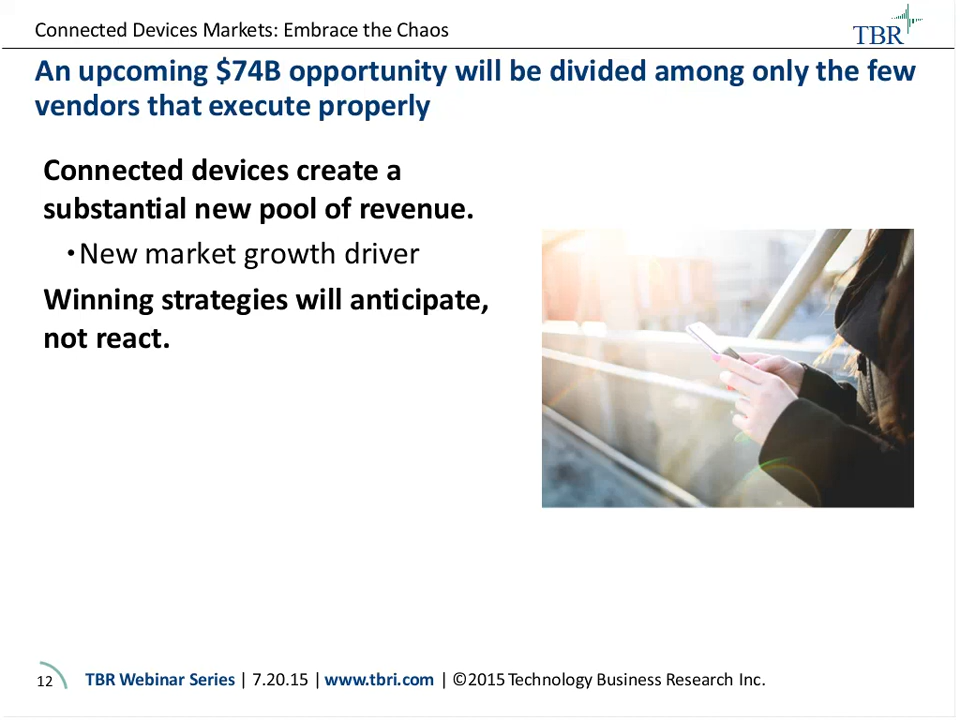 Connected Devices Markets: Embrace the Chaos
TBR
An upcoming $74B opportunity will be divided among only the few
vendors that execute properly
Connected devices create a
substantial new pool of revenue.
•New market growth driver
Winning strategies will anticipate,
not react.
12
TBR Webinar Series | 7.20.15 | www.tbri.com | ©2015 Technology Business Research Inc.